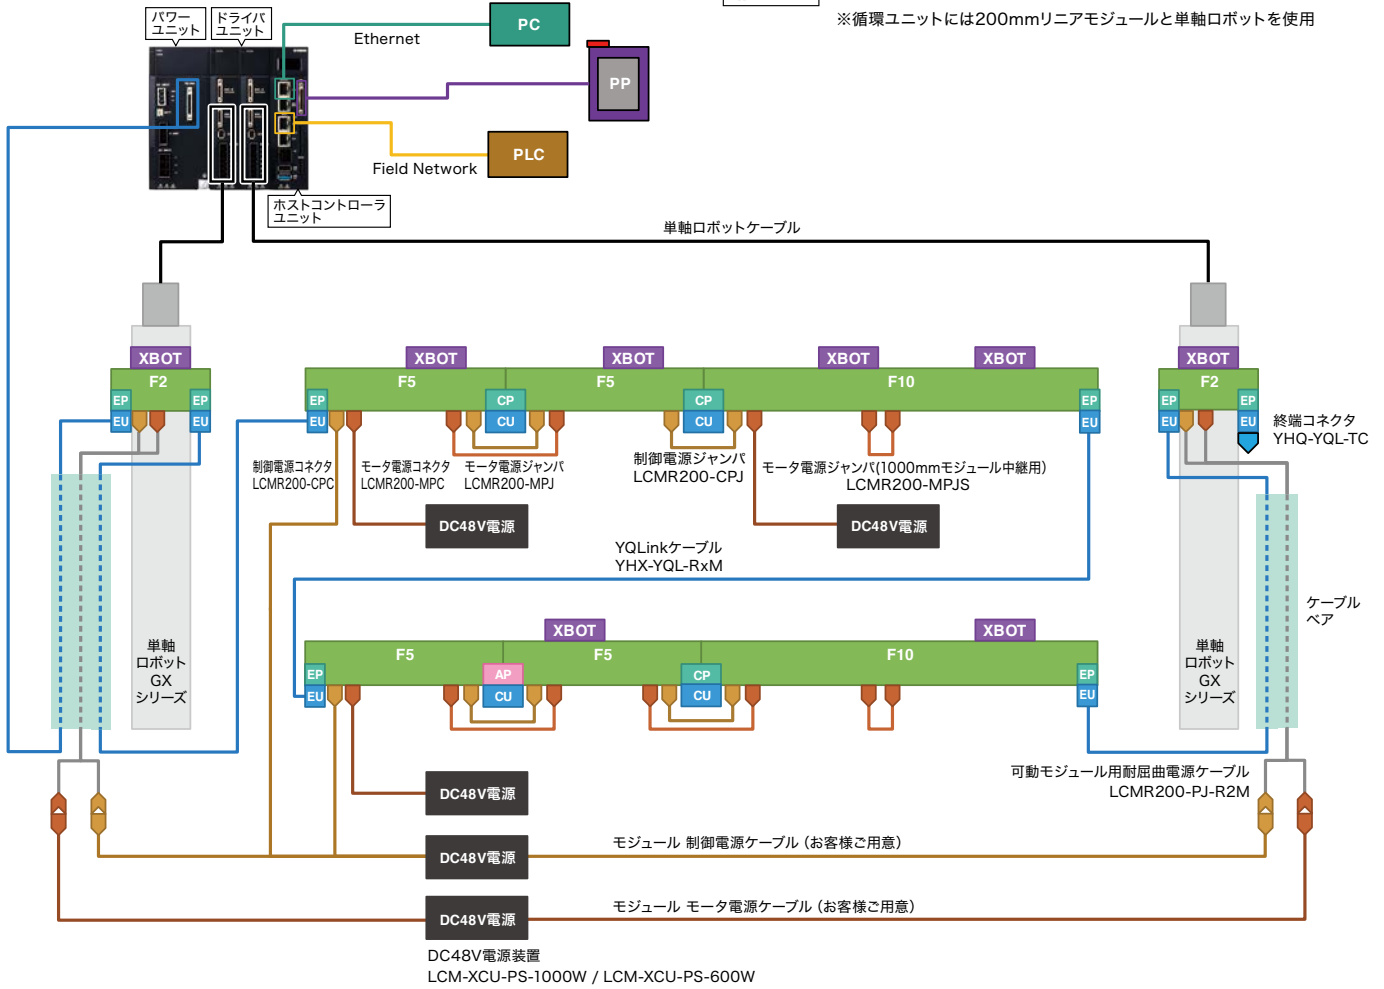 ※循環ユニットには200mmリニアモジュールと単軸ロボットを使用
パワー
ユニット
ドライバ
ユニット
Ethernet
PC
PP
PLC
Field Network
ホストコントローラ
ユニット
単軸ロボットケーブル
XBOT
XBOT
XBOT
XBOT
XBOT
XBOT
F2
F5
F5
F10
F2
EP
EP
EP
CP
CP
EP
EP
EP
EU
EU
EU
CU
CU
EU
EU
EU
終端コネクタ
YHQ-YQL-TC
制御電源コネクタ
LCMR200-CPC
モータ電源コネクタ
LCMR200-MPC
モータ電源ジャンパ
LCMR200-MPJ
制御電源ジャンパ
LCMR200-CPJ
モータ電源ジャンパ(1000mmモジュール中継用)
LCMR200-MPJS
DC48V電源
DC48V電源
YQLinkケーブル
YHX-YQL-RxM
ケーブル
ベア
XBOT
XBOT
F5
F5
F10
EP
AP
CP
EP
EU
CU
CU
EU
単軸
ロボット
GX
シリーズ
単軸
ロボット
GX
シリーズ
可動モジュール用耐屈曲電源ケーブル
LCMR200-PJ-R2M
DC48V電源
モジュール 制御電源ケーブル (お客様ご用意)
DC48V電源
モジュール モータ電源ケーブル (お客様ご用意)
DC48V電源
DC48V電源装置
LCM-XCU-PS-1000W / LCM-XCU-PS-600W